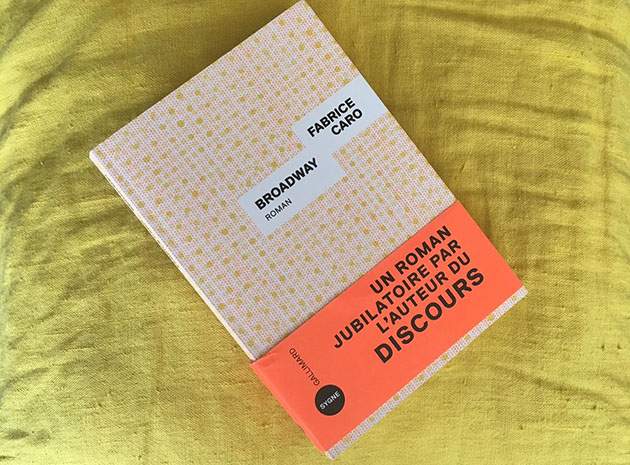 FABRICE
CARO
BROADWAY
ROMAN
UN ROMAN
JUBILATOIRE PAR
L'AUTEUR DU
DISCOURS
GALLIMARD
SYGNE